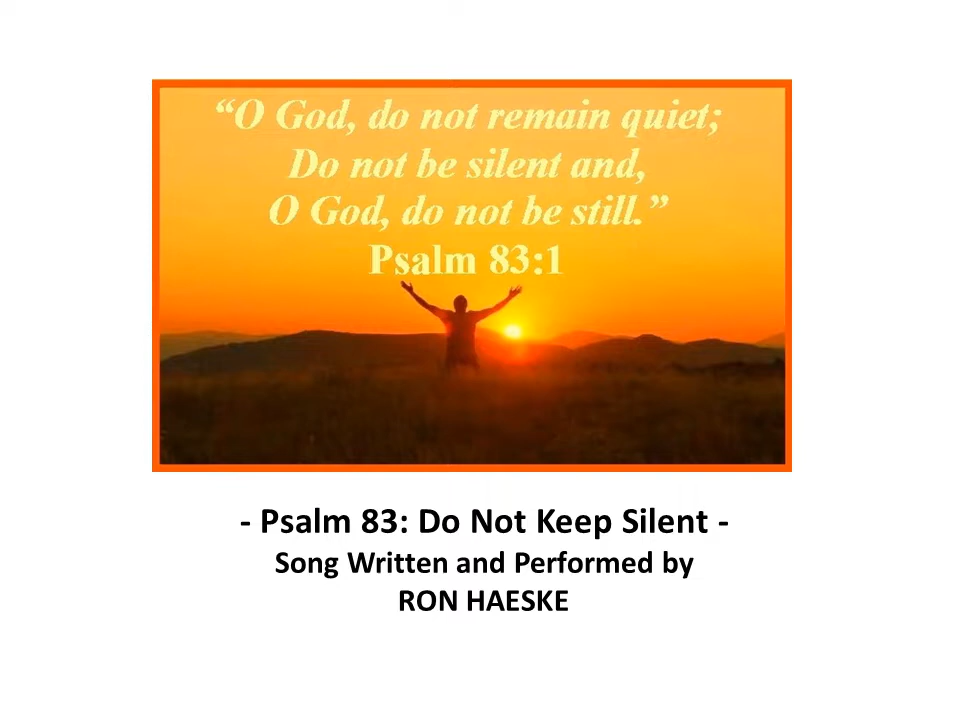 “O God, do not remain quiet;
Do not be silent and,
O God, do not be still.”
Psalm 83:1
- Psalm 83: Do Not Keep Silent -
Song Written and Performed by
RON HAESKE